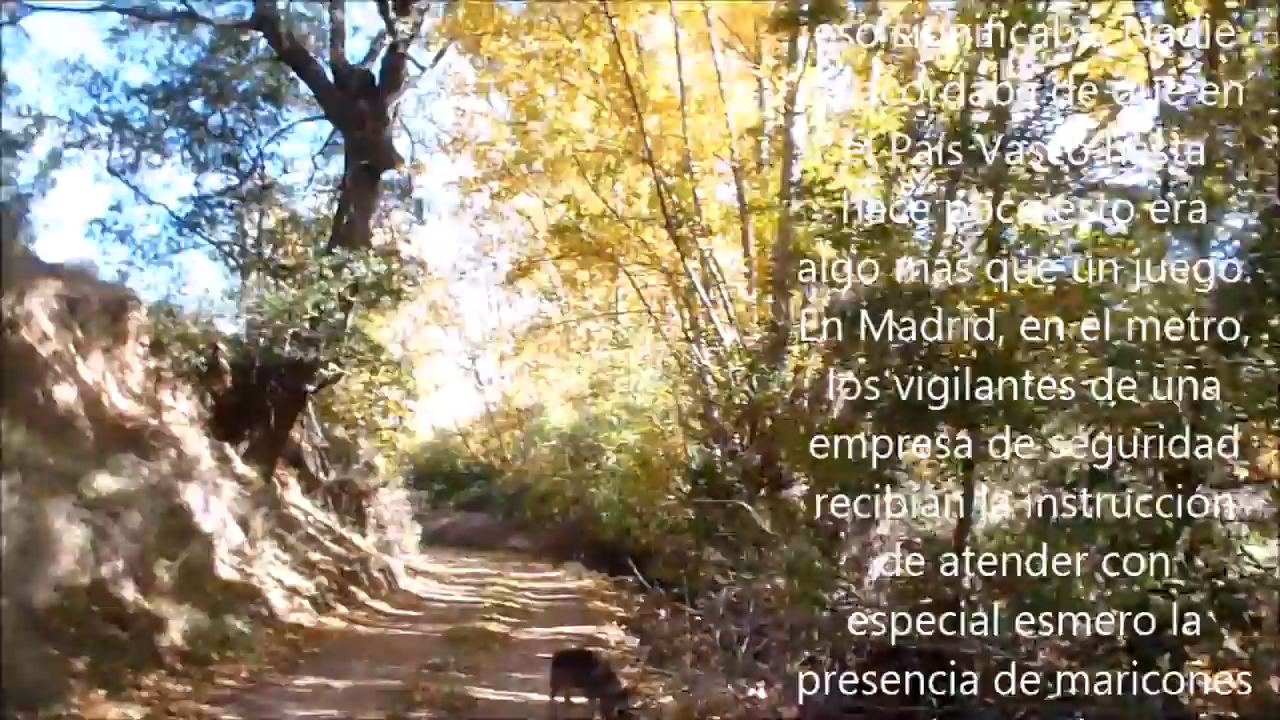 eso significaba. Nadie
acordaba de que en
el País Vasco hasta
hace poco esto era
algo más que un juego.
En Madrid, en el metro,
los vigilantes de una
empresa de seguridad
recibían la instrucción
de atender con
especial esmero la
presencia de maricones